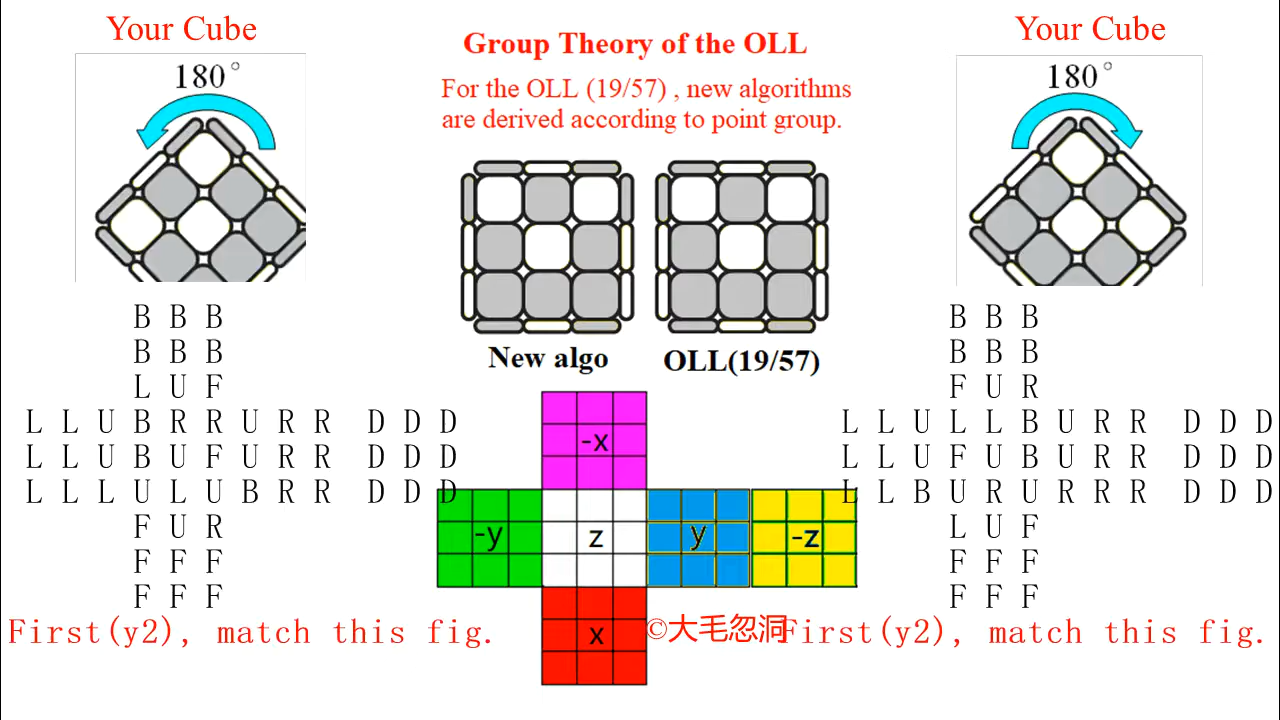 Your Cube
Group Theory of the OLL
Your Cube
180°
For the OLL (19/57) , new algorithms
are derived according to point group.
180°
New algo
OLL(19/57)
B B B
B B B
L U F
L L U B R R U R R D D D
L L U B U F U R R D D D
L L L U L U B R R D D D
F U R
F F F
F F F
First(y2), match this fig.
-x
-y
z
y
-z
x
©大毛忽洞
B B B
B B B
F U R
L L U L L B U R R D D D
L L U F U B U R R D D D
L L B U R U R R R D D D
L U F
F F F
F F F
First(y2), match this fig.